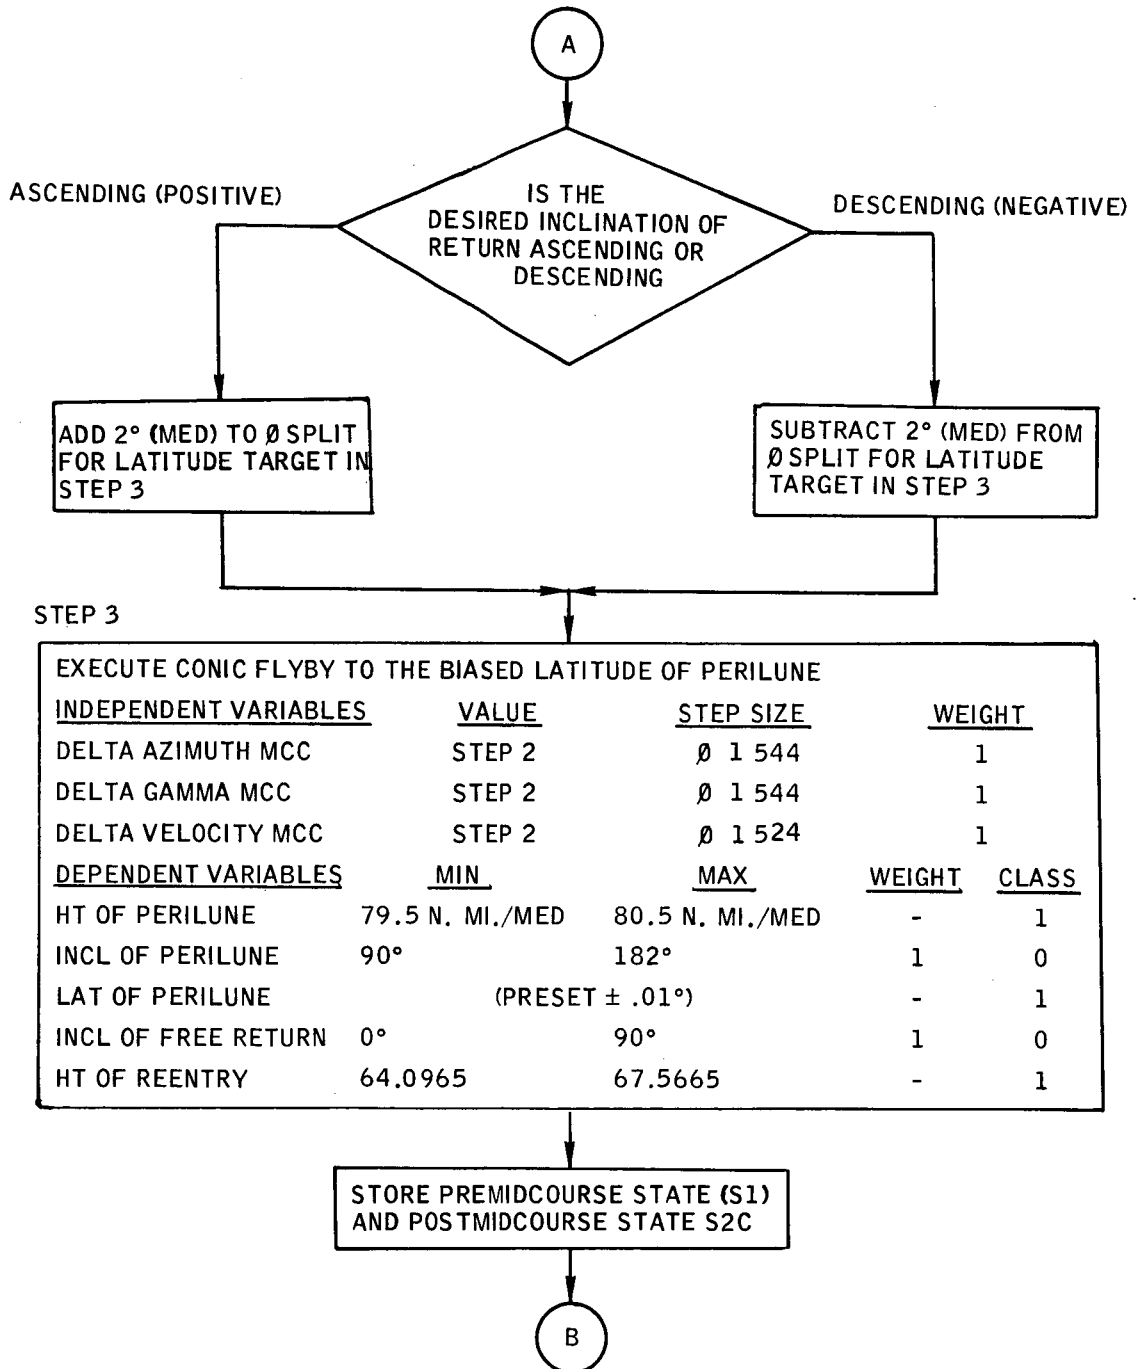 A
IS THE
DESIRED INCLINATION OF
RETURN ASCENDING OR
DESCENDING
ASCENDING (POSITIVE)
DESCENDING (NEGATIVE)
ADD 2° (MED) TO Ø SPLIT
FOR LATITUDE TARGET IN
STEP 3
SUBTRACT 2° (MED) FROM
Ø SPLIT FOR LATITUDE
TARGET IN STEP 3
STEP 3
EXECUTE CONIC FLYBY TO THE BIASED LATITUDE OF PERILUNE
INDEPENDENT VARIABLES VALUE STEP SIZE WEIGHT
DELTA AZIMUTH MCC STEP 2 Ø 1 544 1
DELTA GAMMA MCC STEP 2 Ø 1 544 1
DELTA VELOCITY MCC STEP 2 Ø 1 524 1
DEPENDENT VARIABLES MIN MAX WEIGHT CLASS
HT OF PERILUNE 79.5 N. MI./MED 80.5 N. MI./MED - 1
INCL OF PERILUNE 90° 182° 1 0
LAT OF PERILUNE (PRESET ± .01°) - 1
INCL OF FREE RETURN 0° 90° 1 0
HT OF REENTRY 64.0965 67.5665 - 1
STORE PREMIDCOURSE STATE (S1)
AND POSTMIDCOURSE STATE S2C
B